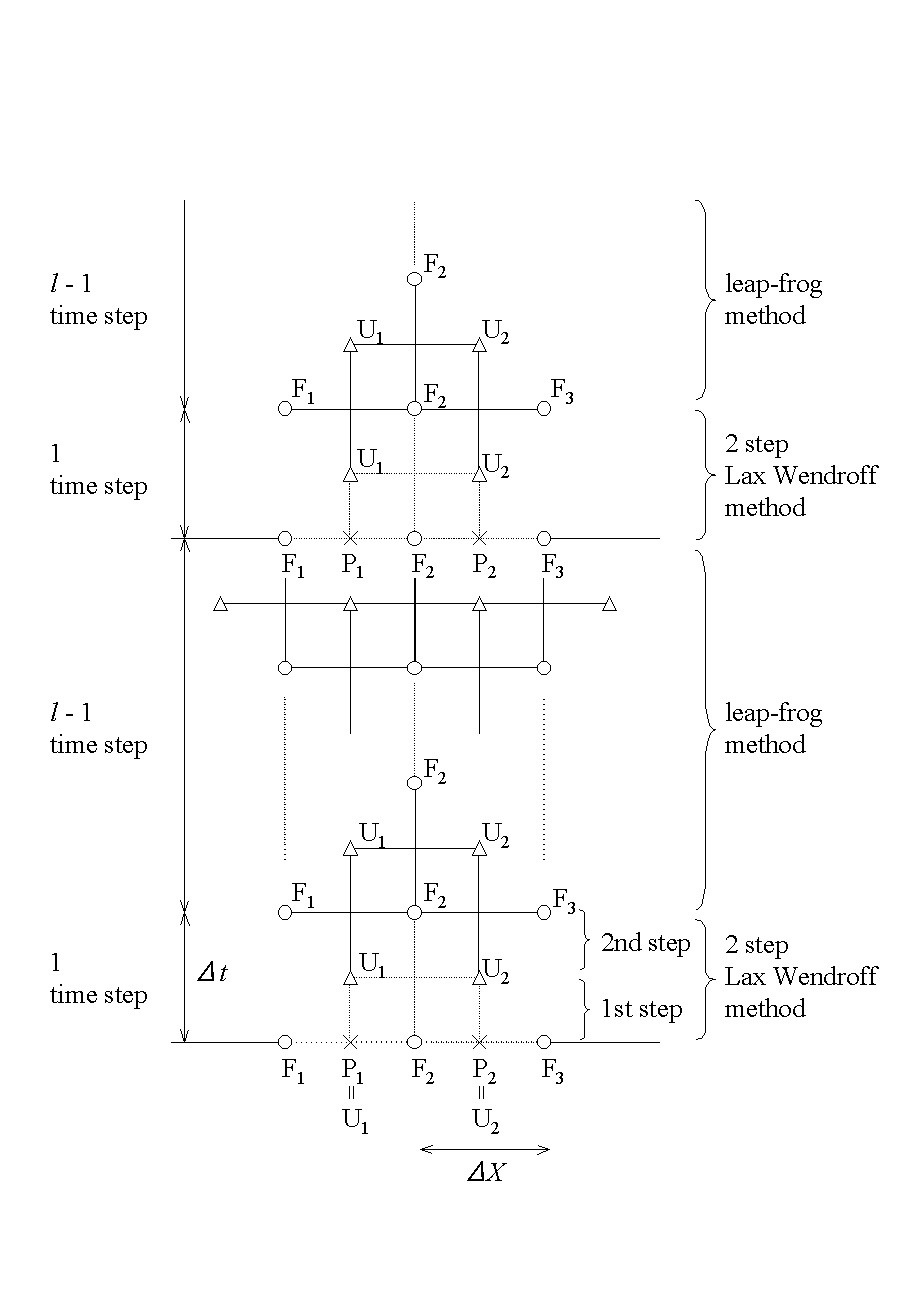 F₂
l - 1
time step
leap-frog
method
U₁ U₂
F₁ F₂ F₃
1
time step
2 step
Lax Wendroff
method
U₁ U₂
F₁ P₁ F₂ P₂ F₃
l - 1
time step
leap-frog
method
F₂
U₁ U₂
F₁ F₂ F₃
2nd step
1
time step
Δt
U₁ U₂
2 step
Lax Wendroff
method
1st step
F₁ P₁ F₂ P₂ F₃
= =
U₁ U₂
ΔX